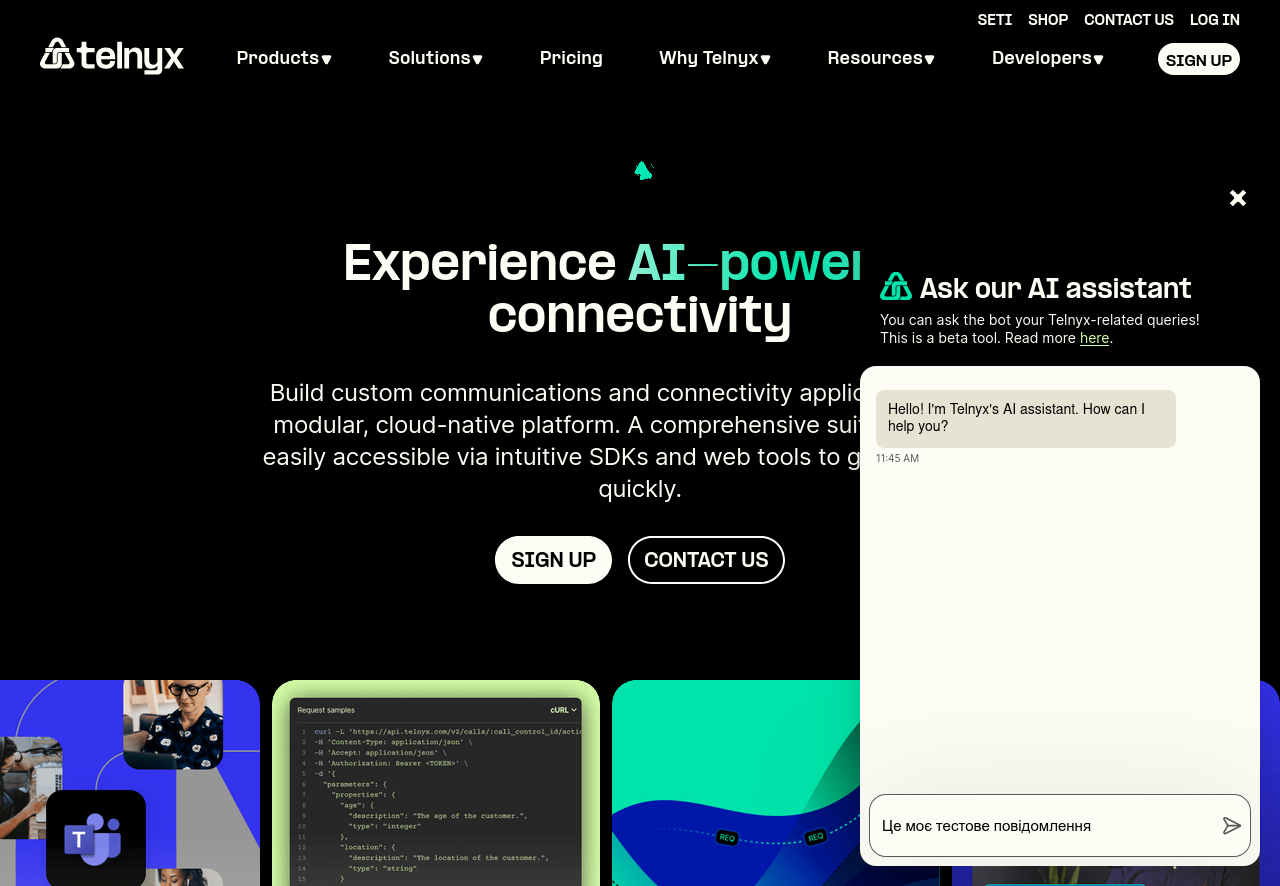 SETI SHOP CONTACT US LOG IN
telnyx Products Solutions Pricing Why Telnyx Resources Developers SIGN UP
Experience AI-power
connectivity
Build custom communications and connectivity applic
modular, cloud-native platform. A comprehensive suit
easily accessible via intuitive SDKs and web tools to g
quickly.
SIGN UP CONTACT US
Ask our AI assistant
You can ask the bot your Telnyx-related queries!
This is a beta tool. Read more here.
Hello! I'm Telnyx's AI assistant. How can I
help you?
11:45 AM
Це моє тестове повідомлення
T
Request samples cURL
1 curl -L 'https://api.telnyx.com/v2/calls/:call_control_id/actio
2 -H 'Content-Type: application/json' \
3 -H 'Accept: application/json' \
4 -H 'Authorization: Bearer <TOKEN>' \
5 -d '{
6 "parameters": {
7 "properties": {
8 "age": {
9 "description": "The age of the customer.",
10 "type": "integer"
11 },
12 "location": {
13 "description": "The location of the customer.",
14 "type": "string"
15 }
REQ REQ